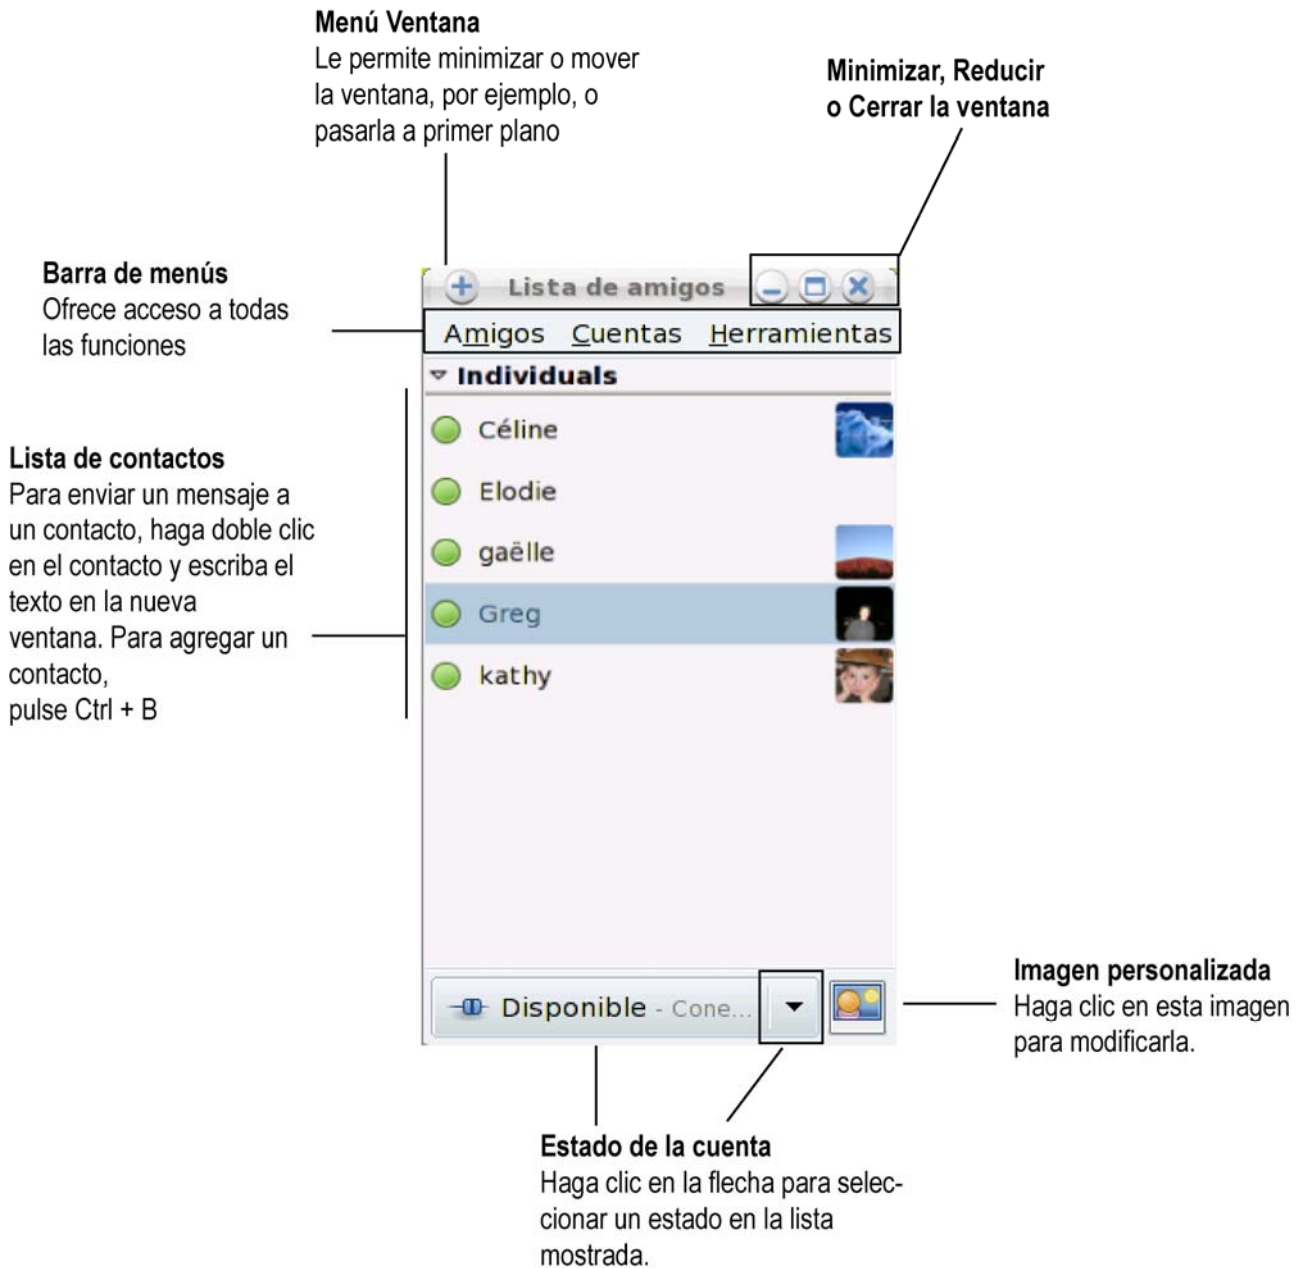 Menú Ventana
Le permite minimizar o mover
la ventana, por ejemplo, o
pasarla a primer plano
Minimizar, Reducir
o Cerrar la ventana
Barra de menús
Ofrece acceso a todas
las funciones
Lista de amigos
Amigos Cuentas Herramientas
Individuals
Céline
Elodie
gaëlle
Greg
kathy
Lista de contactos
Para enviar un mensaje a
un contacto, haga doble clic
en el contacto y escriba el
texto en la nueva
ventana. Para agregar un
contacto,
pulse Ctrl + B
Disponible - Cone...
Imagen personalizada
Haga clic en esta imagen
para modificarla.
Estado de la cuenta
Haga clic en la flecha para selec-
cionar un estado en la lista
mostrada.